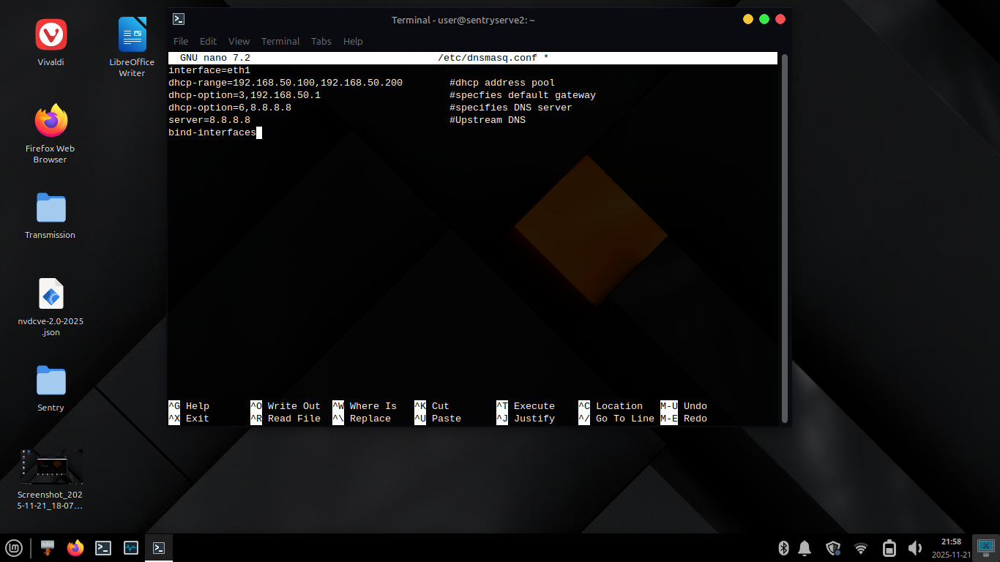 Vivaldi
LibreOffice
Writer
Firefox Web
Browser
Transmission
nvdcve-2.0-2025
.json
Sentry
Screenshot_202
5-11-21_18-07...
Terminal - user@sentryserve2: ~
File Edit View Terminal Tabs Help
GNU nano 7.2 /etc/dnsmasq.conf *
interface=eth1
dhcp-range=192.168.50.100,192.168.50.200 #dhcp address pool
dhcp-option=3,192.168.50.1 #specfies default gateway
dhcp-option=6,8.8.8.8 #specifies DNS server
server=8.8.8.8 #Upstream DNS
bind-interfaces
^G Help ^O Write Out ^W Where Is ^K Cut ^T Execute ^C Location M-U Undo
^X Exit ^R Read File ^\ Replace ^U Paste ^J Justify ^/ Go To Line M-E Redo
21:58
2025-11-21